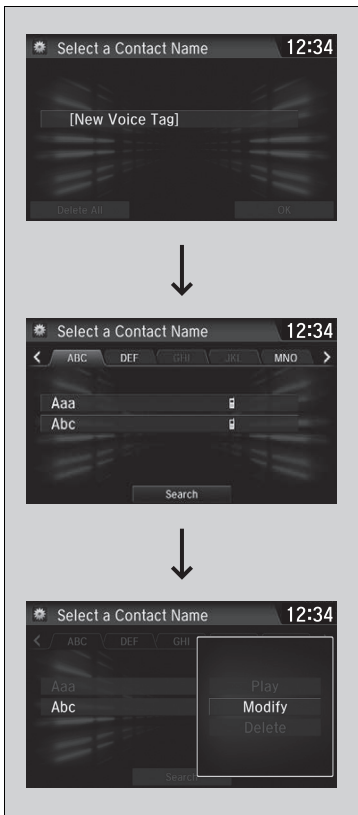 Select a Contact Name 12:34
[New Voice Tag]
Delete All OK
Select a Contact Name 12:34
ABC DEF GHI JKL MNO
Aaa
Abc
Search
Select a Contact Name 12:34
ABC DEF GHI
Aaa Play
Abc Modify
Delete
Search